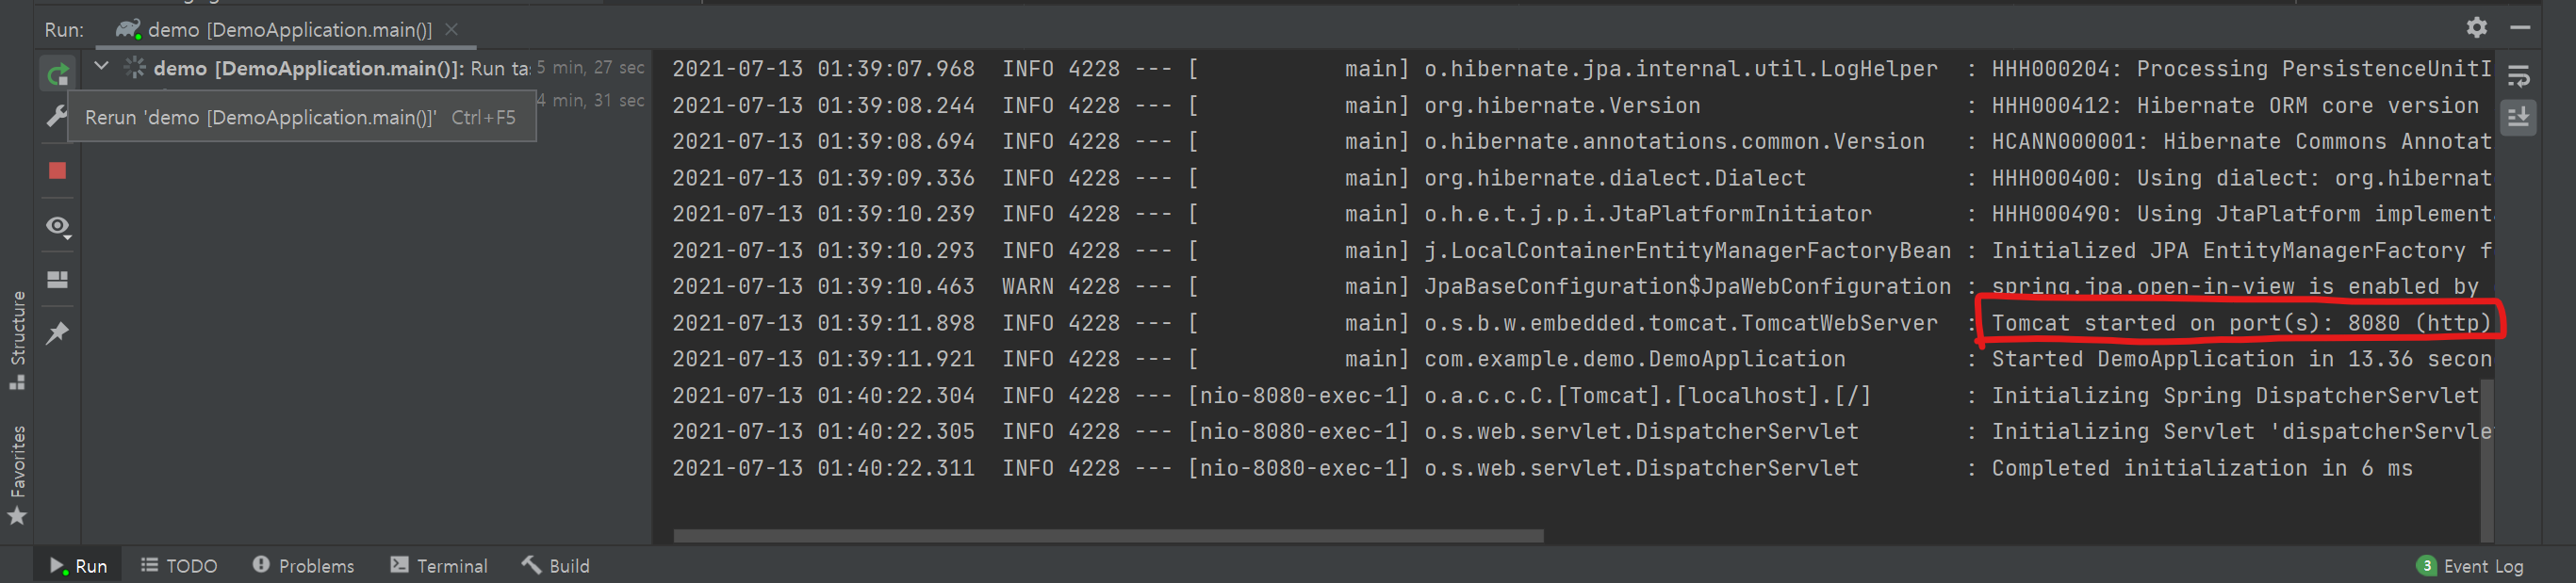 Run: demo [DemoApplication.main()]
demo [DemoApplication.main()]: Run ta 5 min, 27 sec
4 min, 31 sec
Rerun 'demo [DemoApplication.main()]' Ctrl+F5
2021-07-13 01:39:07.968 INFO 4228 --- [ main] o.hibernate.jpa.internal.util.LogHelper : HHH000204: Processing PersistenceUnitI
2021-07-13 01:39:08.244 INFO 4228 --- [ main] org.hibernate.Version : HHH000412: Hibernate ORM core version
2021-07-13 01:39:08.694 INFO 4228 --- [ main] o.hibernate.annotations.common.Version : HCANN000001: Hibernate Commons Annotat
2021-07-13 01:39:09.336 INFO 4228 --- [ main] org.hibernate.dialect.Dialect : HHH000400: Using dialect: org.hibernat
2021-07-13 01:39:10.239 INFO 4228 --- [ main] o.h.e.t.j.p.i.JtaPlatformInitiator : HHH000490: Using JtaPlatform implement
2021-07-13 01:39:10.293 INFO 4228 --- [ main] j.LocalContainerEntityManagerFactoryBean : Initialized JPA EntityManagerFactory f
2021-07-13 01:39:10.463 WARN 4228 --- [ main] JpaBaseConfiguration$JpaWebConfiguration : spring.jpa.open-in-view is enabled by
2021-07-13 01:39:11.898 INFO 4228 --- [ main] o.s.b.w.embedded.tomcat.TomcatWebServer : Tomcat started on port(s): 8080 (http)
2021-07-13 01:39:11.921 INFO 4228 --- [ main] com.example.demo.DemoApplication : Started DemoApplication in 13.36 secon
2021-07-13 01:40:22.304 INFO 4228 --- [nio-8080-exec-1] o.a.c.c.C.[Tomcat].[localhost].[/] : Initializing Spring DispatcherServlet
2021-07-13 01:40:22.305 INFO 4228 --- [nio-8080-exec-1] o.s.web.servlet.DispatcherServlet : Initializing Servlet 'dispatcherServle
2021-07-13 01:40:22.311 INFO 4228 --- [nio-8080-exec-1] o.s.web.servlet.DispatcherServlet : Completed initialization in 6 ms
Structure
Favorites
Run TODO Problems Terminal Build 3 Event Log